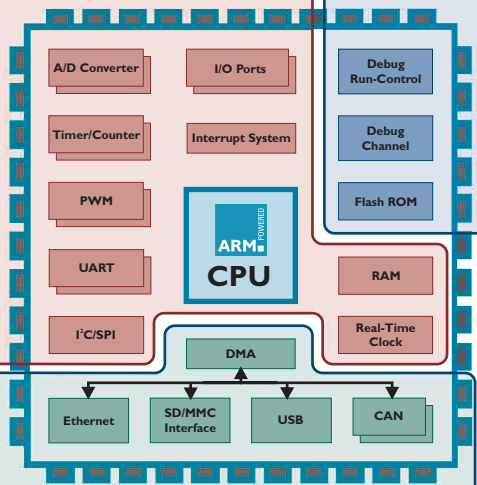 A/D Converter
I/O Ports
Debug
Run-Control
Timer/Counter
Interrupt System
Debug
Channel
PWM
Flash ROM
ARM
POWERED
CPU
UART
RAM
I²C/SPI
Real-Time
Clock
DMA
Ethernet
SD/MMC
Interface
USB
CAN